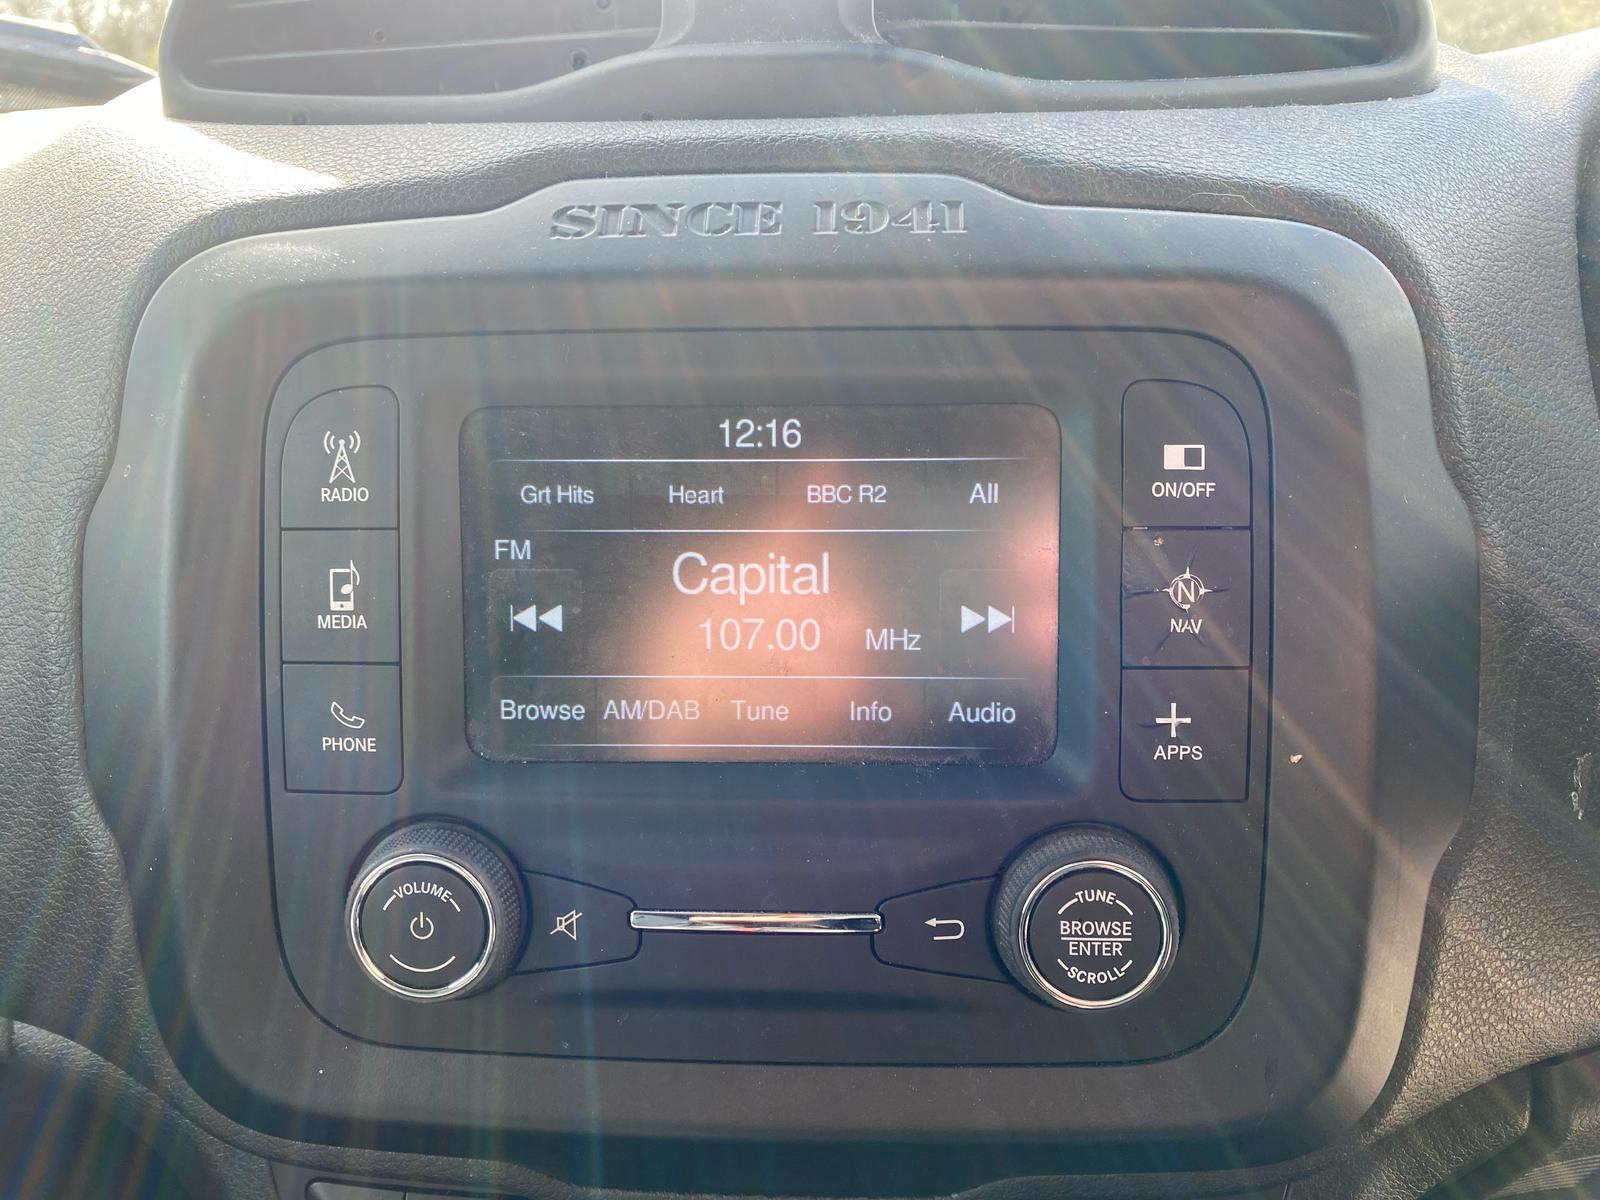 SINCE 1941
RADIO
MEDIA
PHONE
12:16
Grt Hits Heart BBC R2 All
FM
Capital
107.00 MHz
Browse AM/DAB Tune Info Audio
ON/OFF
N
NAV
APPS
VOLUME
TUNE
BROWSE
ENTER
SCROLL